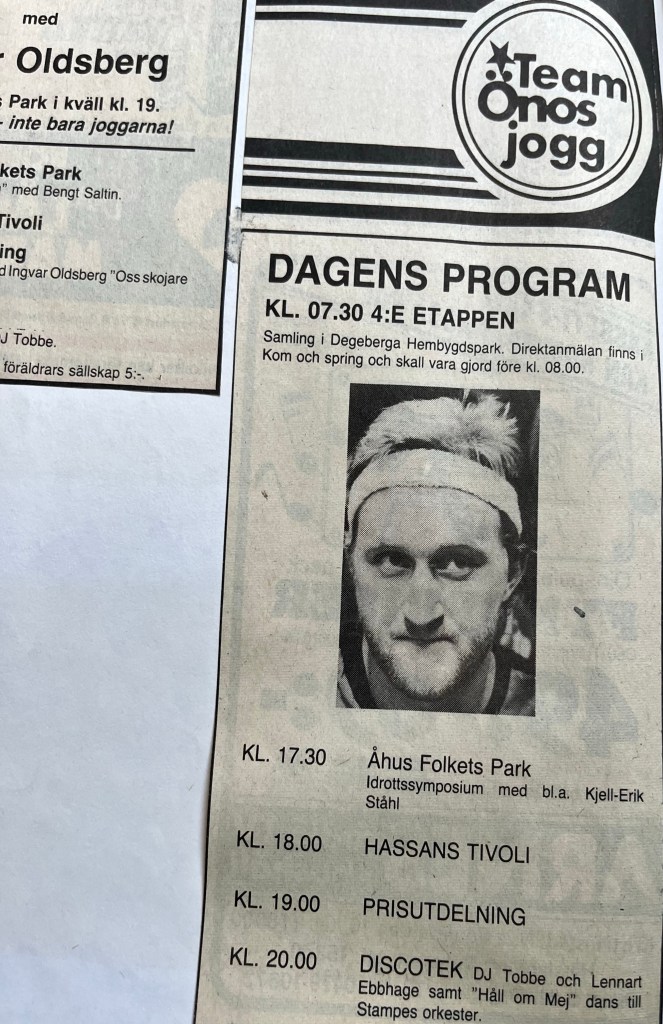 med
Oldsberg
Park i kväll kl. 19.
- inte bara joggarna!
kets Park
" med Bengt Saltin.
Tivoli
ing
d Ingvar Oldsberg "Oss skojare
J Tobbe.
föräldrars sällskap 5:-.
Team
Önos
jogg
DAGENS PROGRAM
KL. 07.30 4:E ETAPPEN
Samling i Degeberga Hembygdspark. Direktanmälan finns i
Kom och spring och skall vara gjord före kl. 08.00.
KL. 17.30 Åhus Folkets Park
Idrottssymposium med bl.a. Kjell-Erik
Ståhl
KL. 18.00 HASSANS TIVOLI
KL. 19.00 PRISUTDELNING
KL. 20.00 DISCOTEK DJ Tobbe och Lennart
Ebbhage samt "Håll om Mej" dans till
Stampes orkester.